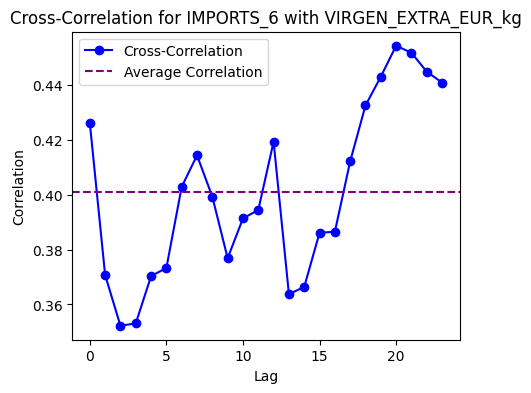 Cross-Correlation for IMPORTS_6 with VIRGEN_EXTRA_EUR_kg
Cross-Correlation
Average Correlation
0.44
0.42
0.40
0.38
0.36
Correlation
0
5
10
15
20
Lag